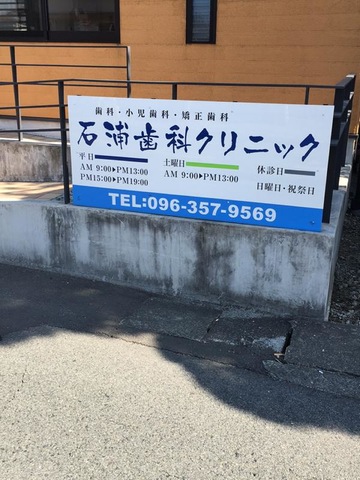 歯科・小児歯科・矯正歯科
石浦歯科クリニック
平日
AM 9:00▶PM13:00
PM15:00▶PM19:00
土曜日
AM 9:00▶PM13:00
休診日
日曜日・祝祭日
TEL:096-357-9569